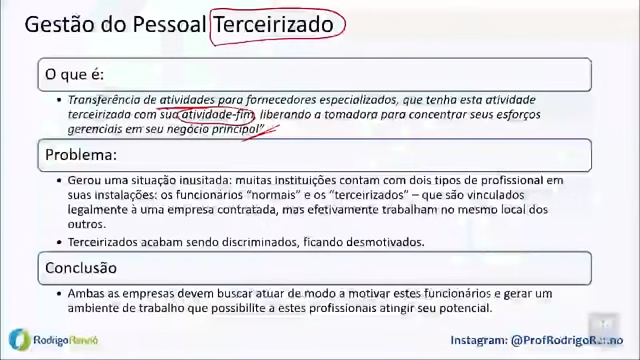 Gestão do Pessoal Terceirizado
O que é:
• Transferência de atividades para fornecedores especializados, que tenha esta atividade
terceirizada com sua atividade-fim, liberando a tomadora para concentrar seus esforços
gerenciais em seu negócio principal"
Problema:
• Gerou uma situação inusitada: muitas instituições contam com dois tipos de profissional em
suas instalações: os funcionários "normais" e os "terceirizados" – que são vinculados
legalmente à uma empresa contratada, mas efetivamente trabalham no mesmo local dos
outros.
• Terceirizados acabam sendo discriminados, ficando desmotivados.
Conclusão
• Ambas as empresas devem buscar atuar de modo a motivar estes funcionários e gerar um
ambiente de trabalho que possibilite a estes profissionais atingir seu potencial.
RodrigoRennó
Instagram: @ProfRodrigoRenno